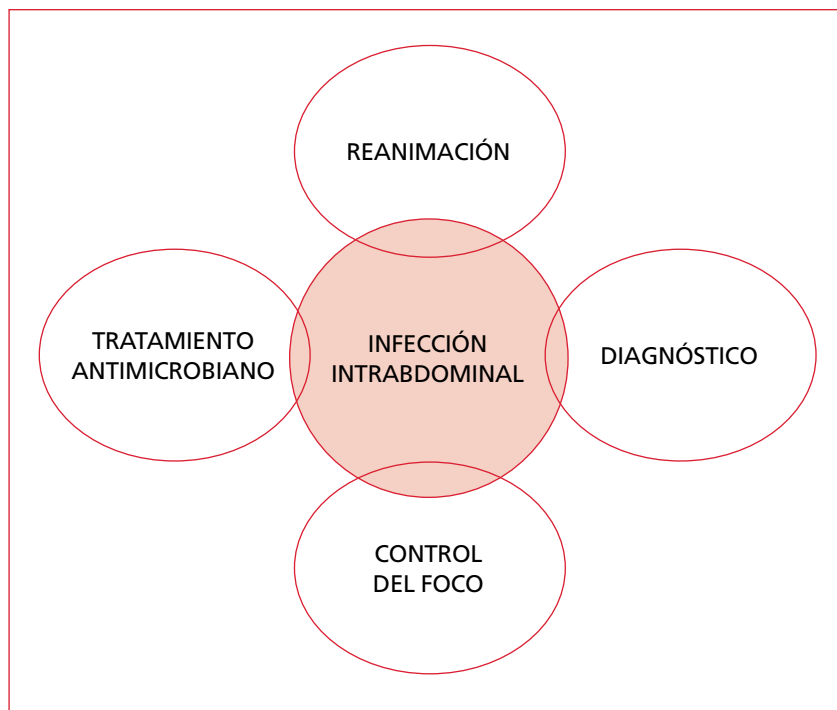 REANIMACIÓN
TRATAMIENTO
ANTIMICROBIANO
INFECCIÓN
INTRABDOMINAL
DIAGNÓSTICO
CONTROL
DEL FOCO